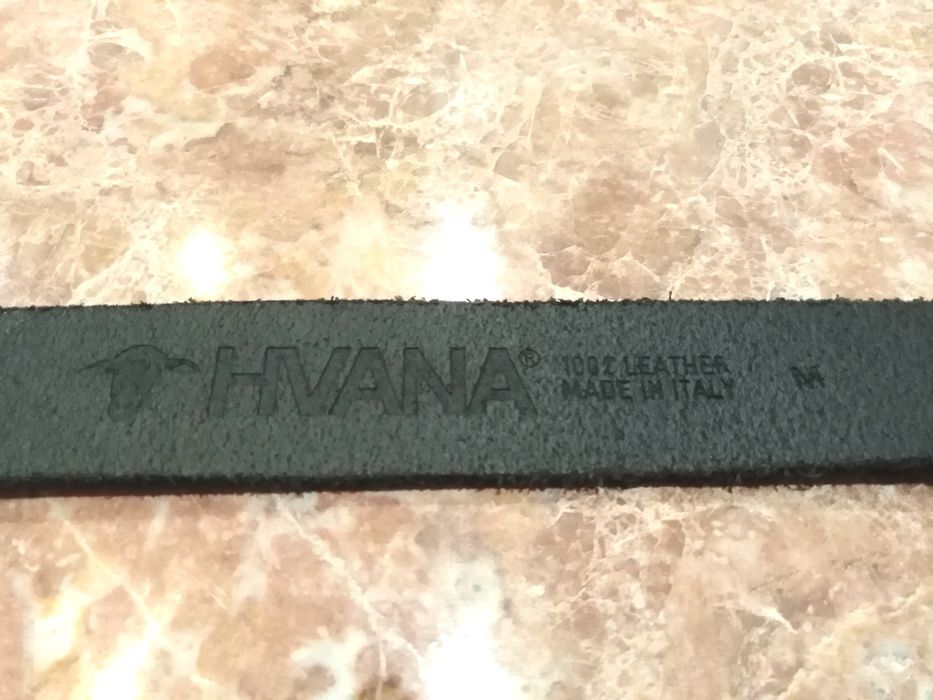 HVANA®
100% LEATHER
MADE IN ITALY
M